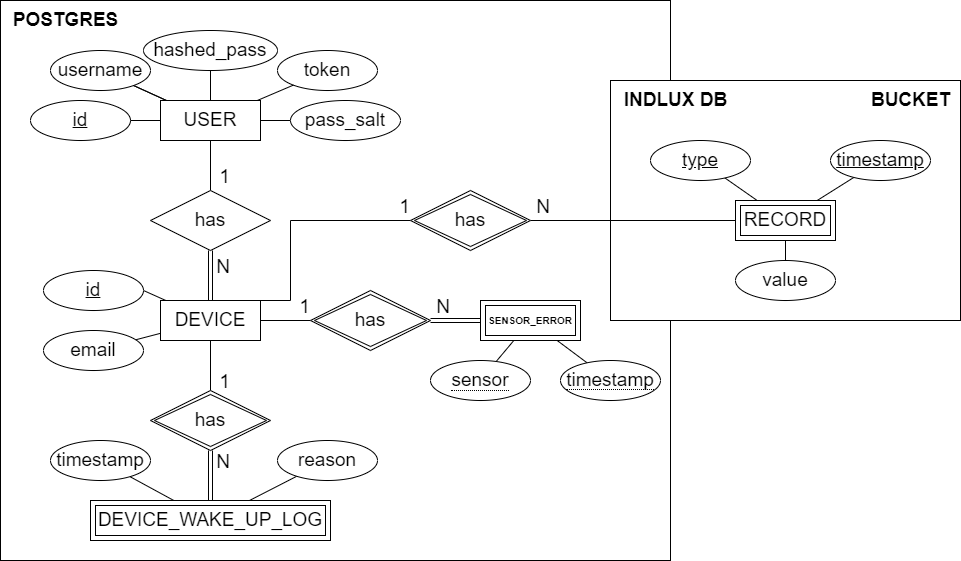 POSTGRES
hashed_pass
username
token
id
USER
pass_salt
INDLUX DB
BUCKET
type
timestamp
1
has
1
has
N
RECORD
N
id
value
DEVICE
1
has
N
SENSOR_ERROR
email
sensor
timestamp
1
has
timestamp
N
reason
DEVICE_WAKE_UP_LOG